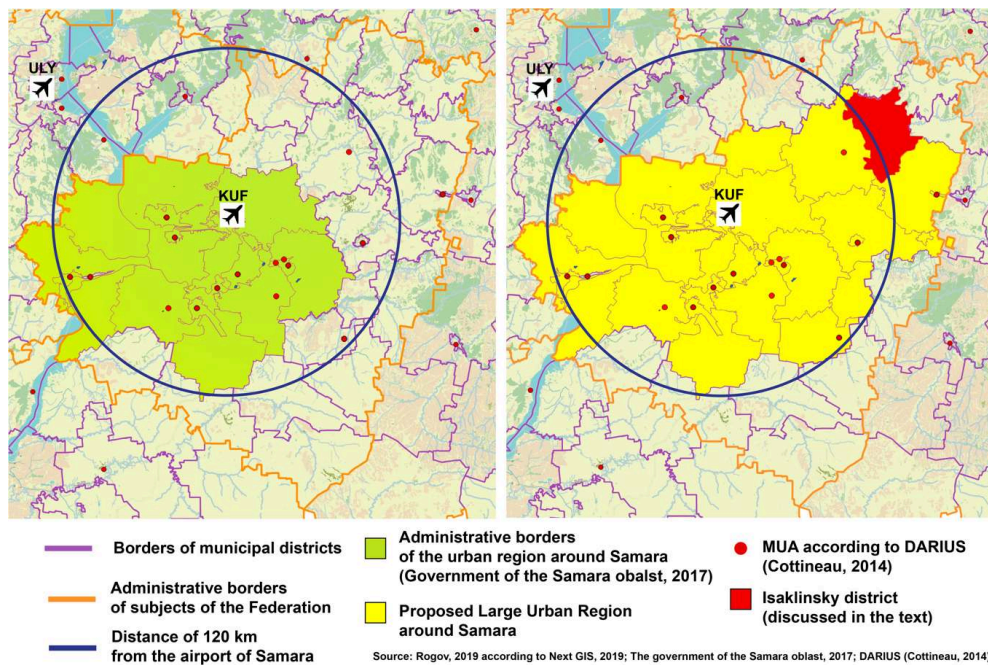 ULY
KUF
ULY
KUF
Borders of municipal districts
Administrative borders
of subjects of the Federation
Distance of 120 km
from the airport of Samara
Administrative borders
of the urban region around Samara
(Government of the Samara obalst, 2017)
Proposed Large Urban Region
around Samara
MUA according to DARIUS
(Cottineau, 2014)
Isaklinsky district
(discussed in the text)
Source: Rogov, 2019 according to Next GIS, 2019; The government of the Samara oblast, 2017; DARIUS (Cottineau, 2014)